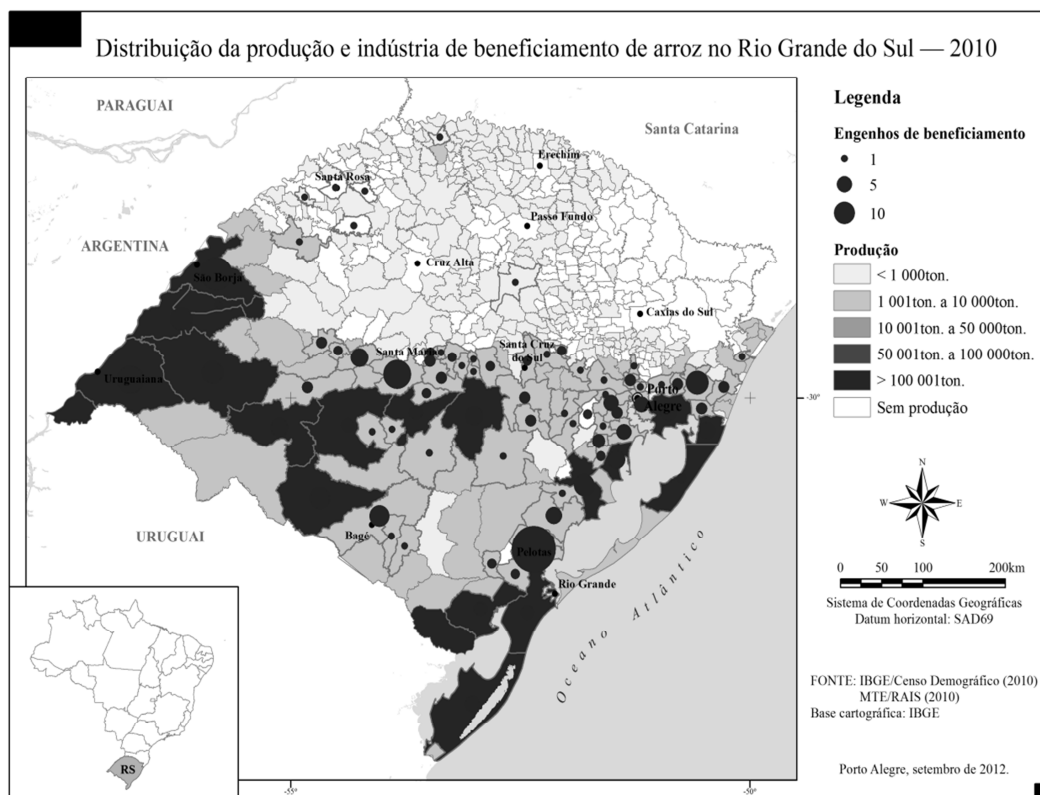 Distribuição da produção e indústria de beneficiamento de arroz no Rio Grande do Sul — 2010
PARAGUAI
Santa Catarina
Erechim
Santa Rosa
Passo Fundo
ARGENTINA
Cruz Alta
São Borja
Caxias do Sul
Santa Maria
Santa Cruz
do Sul
Uruguaiana
Porto
Alegre
-30°
URUGUAI
Bagé
Pelotas
Rio Grande
Oceano Atlântico
RS
-55°
-50°
Legenda
Engenhos de beneficiamento
1
5
10
Produção
< 1 000ton.
1 001ton. a 10 000ton.
10 001ton. a 50 000ton.
50 001ton. a 100 000ton.
> 100 001ton.
Sem produção
N
W E
S
0 50 100 200km
Sistema de Coordenadas Geográficas
Datum horizontal: SAD69
FONTE: IBGE/Censo Demográfico (2010)
MTE/RAIS (2010)
Base cartográfica: IBGE
Porto Alegre, setembro de 2012.